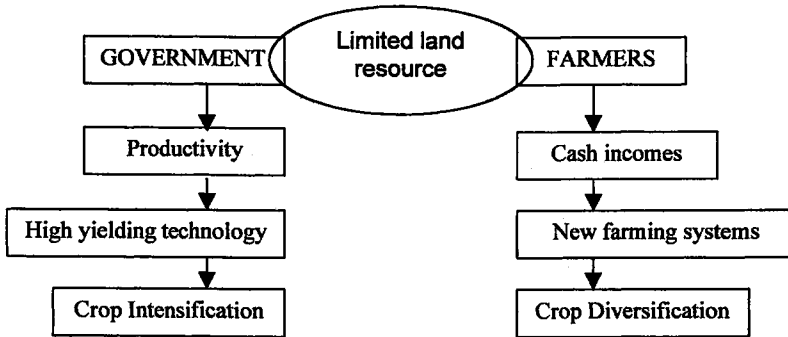 Limited land
resource
GOVERNMENT
FARMERS
Productivity
Cash incomes
High yielding technology
New farming systems
Crop Intensification
Crop Diversification